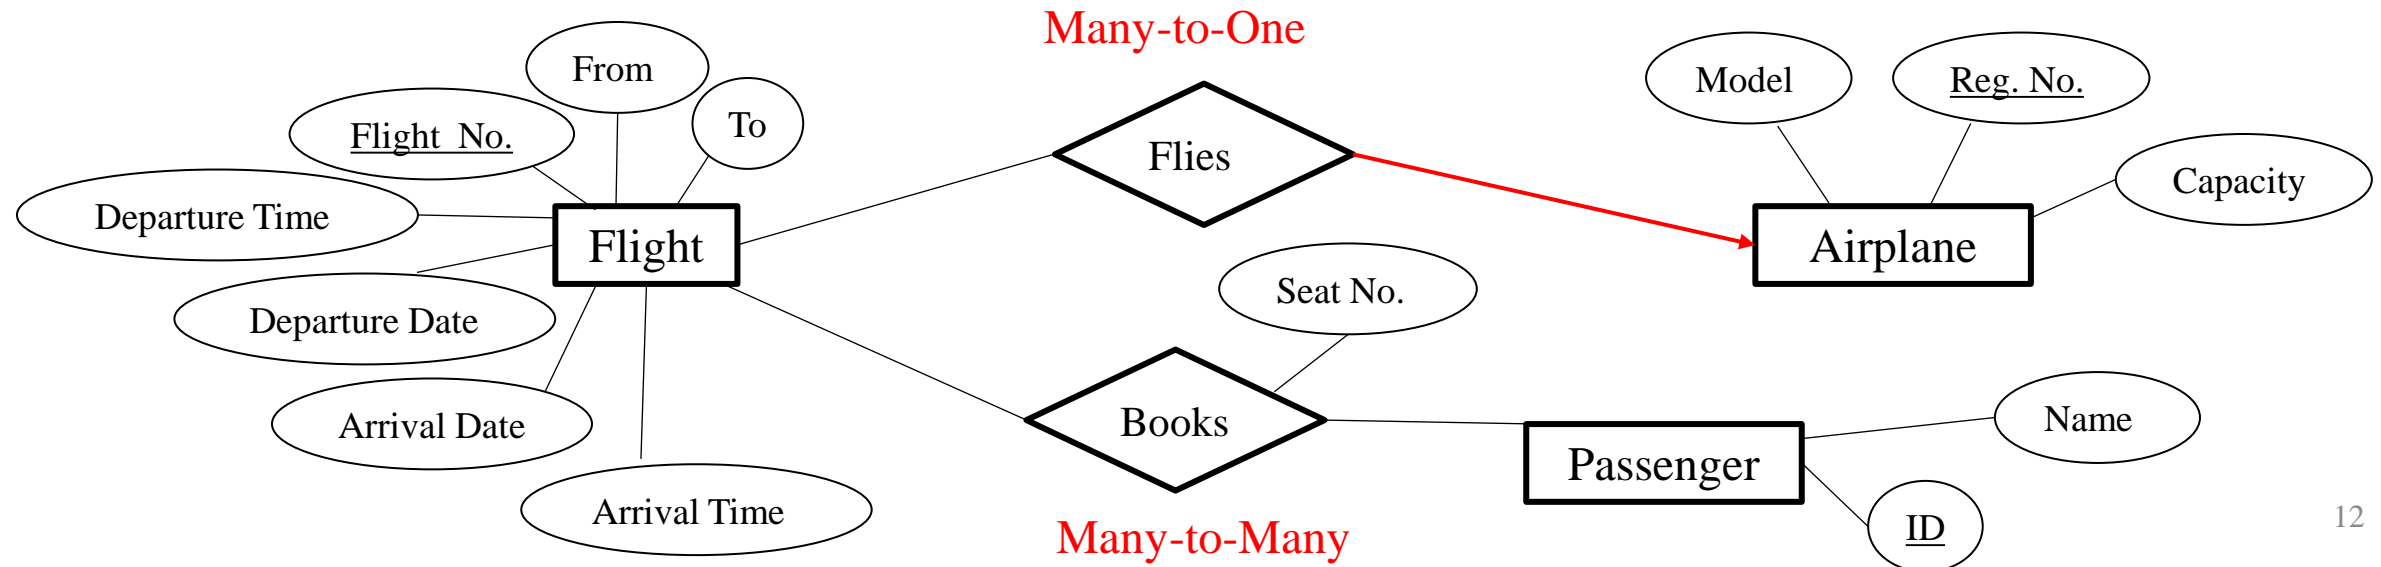 Many-to-One
From
Model
Reg. No.
To
Flight No.
Flies
Capacity
Departure Time
Flight
Airplane
Seat No.
Departure Date
Arrival Date
Books
Name
Passenger
Arrival Time
ID
12
Many-to-Many